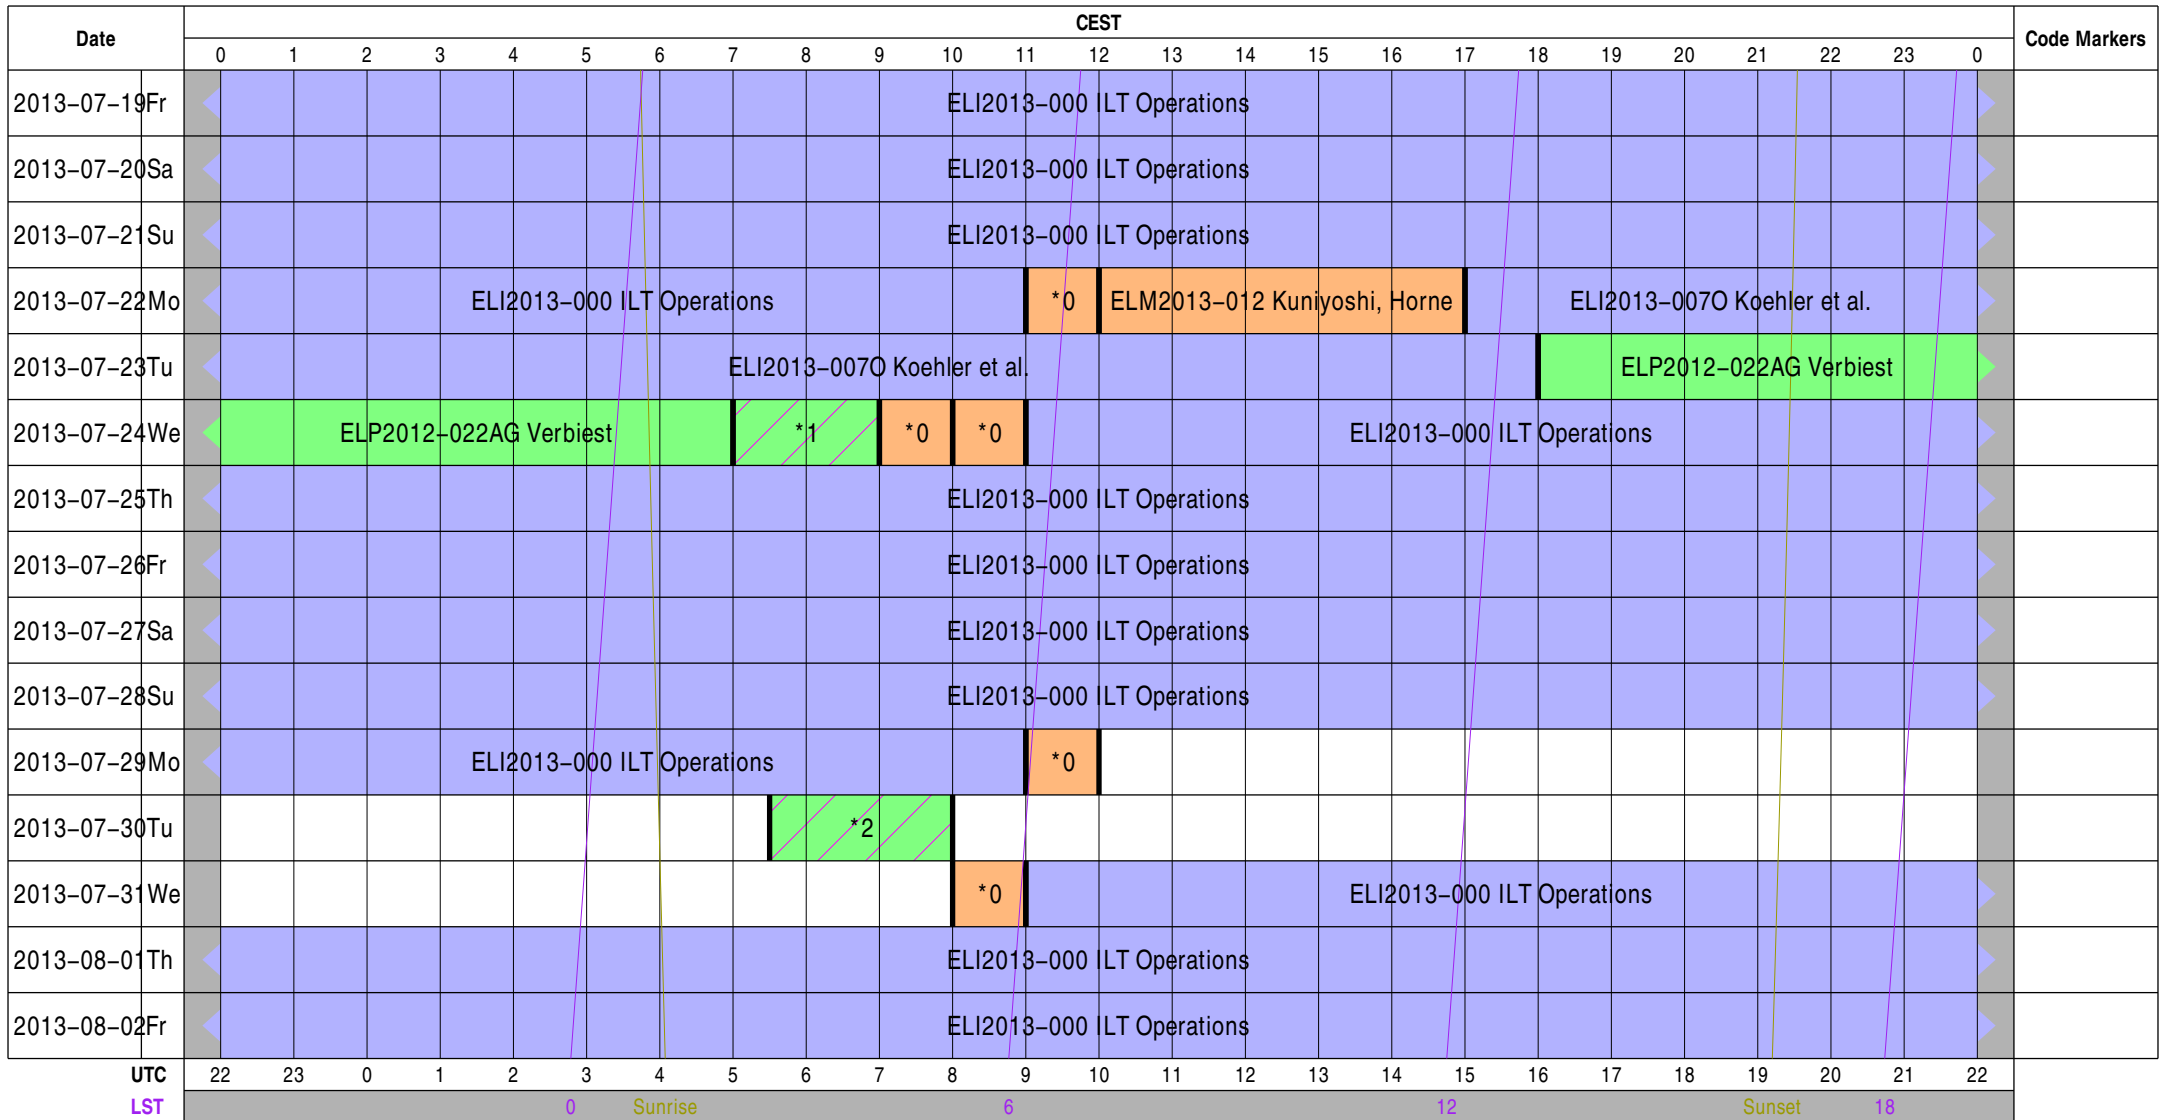 Date CEST Code Markers
0 1 2 3 4 5 6 7 8 9 10 11 12 13 14 15 16 17 18 19 20 21 22 23 0
2013-07-19Fr ELI2013-000 ILT Operations
2013-07-20Sa ELI2013-000 ILT Operations
2013-07-21Su ELI2013-000 ILT Operations
2013-07-22Mo ELI2013-000 ILT Operations *0 ELM2013-012 Kuniyoshi, Horne ELI2013-007O Koehler et al.
2013-07-23Tu ELI2013-007O Koehler et al. ELP2012-022AG Verbiest
2013-07-24We ELP2012-022AG Verbiest *1 *0 *0 ELI2013-000 ILT Operations
2013-07-25Th ELI2013-000 ILT Operations
2013-07-26Fr ELI2013-000 ILT Operations
2013-07-27Sa ELI2013-000 ILT Operations
2013-07-28Su ELI2013-000 ILT Operations
2013-07-29Mo ELI2013-000 ILT Operations *0
2013-07-30Tu *2
2013-07-31We *0 ELI2013-000 ILT Operations
2013-08-01Th ELI2013-000 ILT Operations
2013-08-02Fr ELI2013-000 ILT Operations
UTC 22 23 0 1 2 3 4 5 6 7 8 9 10 11 12 13 14 15 16 17 18 19 20 21 22
LST 0 Sunrise 6 12 Sunset 18